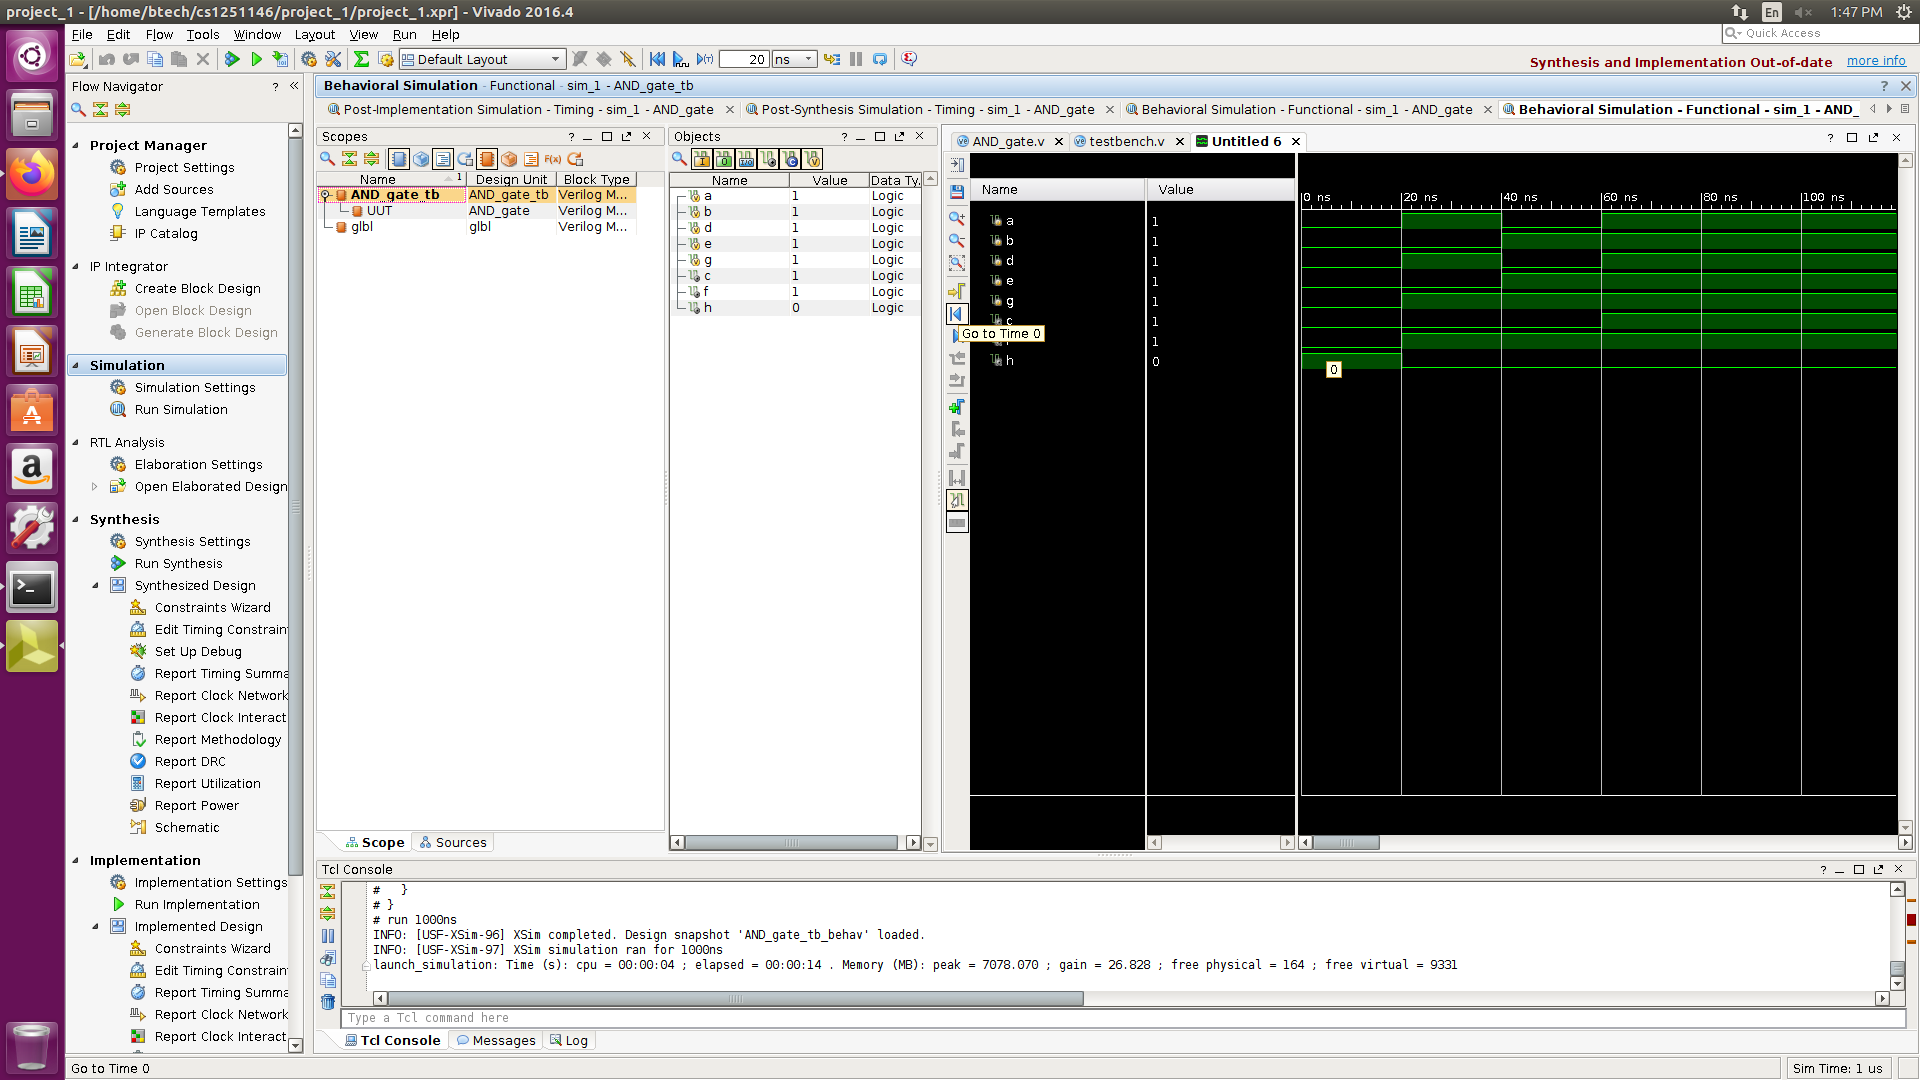 project_1 - [/home/btech/cs1251146/project_1/project_1.xpr] - Vivado 2016.4
En
1:47 PM
File Edit Flow Tools Window Layout View Run Help
Quick Access
Default Layout
20 ns
Synthesis and Implementation Out-of-date more info
Flow Navigator
Project Manager
Project Settings
Add Sources
Language Templates
IP Catalog
IP Integrator
Create Block Design
Open Block Design
Generate Block Design
Simulation
Simulation Settings
Run Simulation
RTL Analysis
Elaboration Settings
Open Elaborated Design
Synthesis
Synthesis Settings
Run Synthesis
Synthesized Design
Constraints Wizard
Edit Timing Constrain
Set Up Debug
Report Timing Summa
Report Clock Network
Report Clock Interact
Report Methodology
Report DRC
Report Utilization
Report Power
Schematic
Implementation
Implementation Settings
Run Implementation
Implemented Design
Constraints Wizard
Edit Timing Constrain
Report Timing Summa
Report Clock Network
Report Clock Interact
Behavioral Simulation - Functional - sim_1 - AND_gate_tb
Post-Implementation Simulation - Timing - sim_1 - AND_gate
Post-Synthesis Simulation - Timing - sim_1 - AND_gate
Behavioral Simulation - Functional - sim_1 - AND_gate
Behavioral Simulation - Functional - sim_1 - AND_
Scopes
Name 1 Design Unit Block Type
AND_gate_tb AND_gate_tb Verilog M...
UUT AND_gate Verilog M...
glbl glbl Verilog M...
Scope Sources
Objects
Name Value Data Ty.
a 1 Logic
b 1 Logic
d 1 Logic
e 1 Logic
g 1 Logic
c 1 Logic
f 1 Logic
h 0 Logic
AND_gate.v testbench.v Untitled 6
Name Value
0 ns 20 ns 40 ns 60 ns 80 ns 100 ns
a 1
b 1
d 1
e 1
g 1
c 1
Go to Time 0
1
h 0
0
Tcl Console
# }
# }
# run 1000ns
INFO: [USF-XSim-96] XSim completed. Design snapshot 'AND_gate_tb_behav' loaded.
INFO: [USF-XSim-97] XSim simulation ran for 1000ns
launch_simulation: Time (s): cpu = 00:00:04 ; elapsed = 00:00:14 . Memory (MB): peak = 7078.070 ; gain = 26.828 ; free physical = 164 ; free virtual = 9331
Type a Tcl command here
Tcl Console Messages Log
Go to Time 0
Sim Time: 1 us